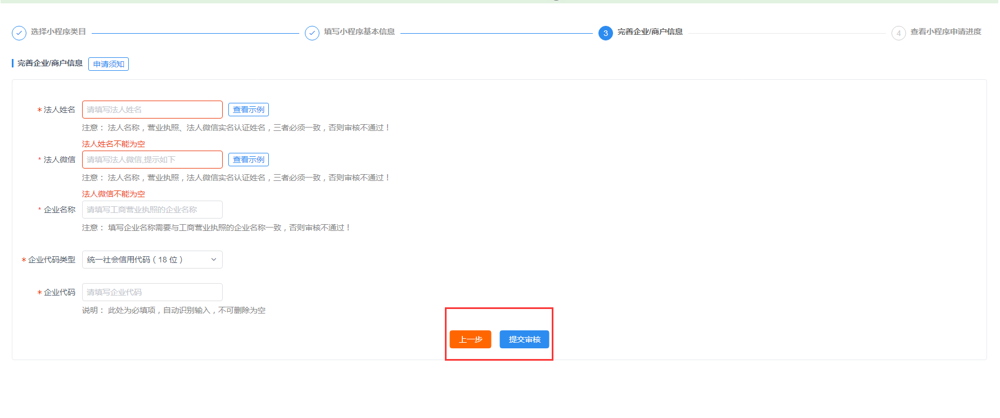 选择小程序类目
填写小程序基本信息
3 完善企业/商户信息
4 查看小程序申请进度
完善企业/商户信息 申请须知
* 法人姓名 请填写法人姓名 查看示例
注意： 法人名称，营业执照、法人微信实名认证姓名，三者必须一致，否则审核不通过！
法人姓名不能为空
* 法人微信 请填写法人微信,提示如下 查看示例
注意： 法人名称，营业执照，法人微信实名认证姓名，三者必须一致，否则审核不通过！
法人微信不能为空
* 企业名称 请填写工商营业执照的企业名称
注意： 填写企业名称需要与工商营业执照的企业名称一致，否则审核不通过！
* 企业代码类型 统一社会信用代码（18 位）
* 企业代码 请填写企业代码
说明： 此处为必填项，自动识别输入，不可删除为空
上一步 提交审核